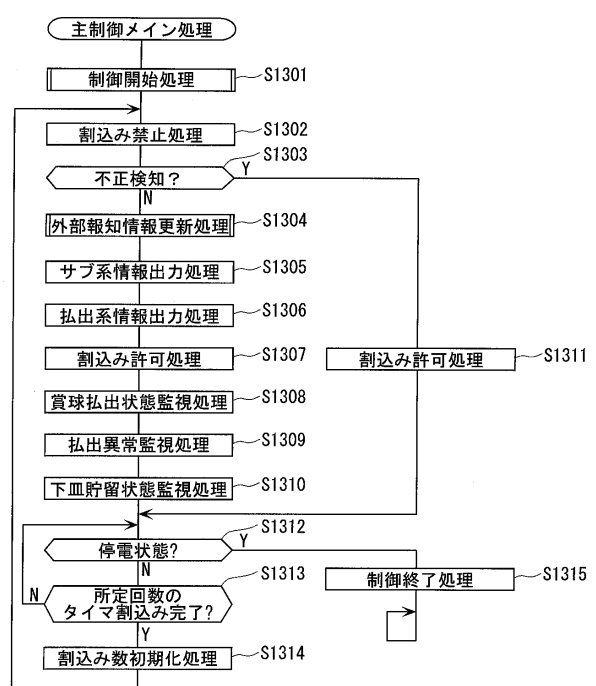 主制御メイン処理
制御開始処理 S1301
割込み禁止処理 S1302
不正検知? S1303
Y
N
外部報知情報更新処理 S1304
サブ系情報出力処理 S1305
払出系情報出力処理 S1306
割込み許可処理 S1307
割込み許可処理 S1311
賞球払出状態監視処理 S1308
払出異常監視処理 S1309
下皿貯留状態監視処理 S1310
停電状態? S1312
Y
N
制御終了処理 S1315
所定回数の
タイマ割込み完了? S1313
N
Y
割込み数初期化処理 S1314